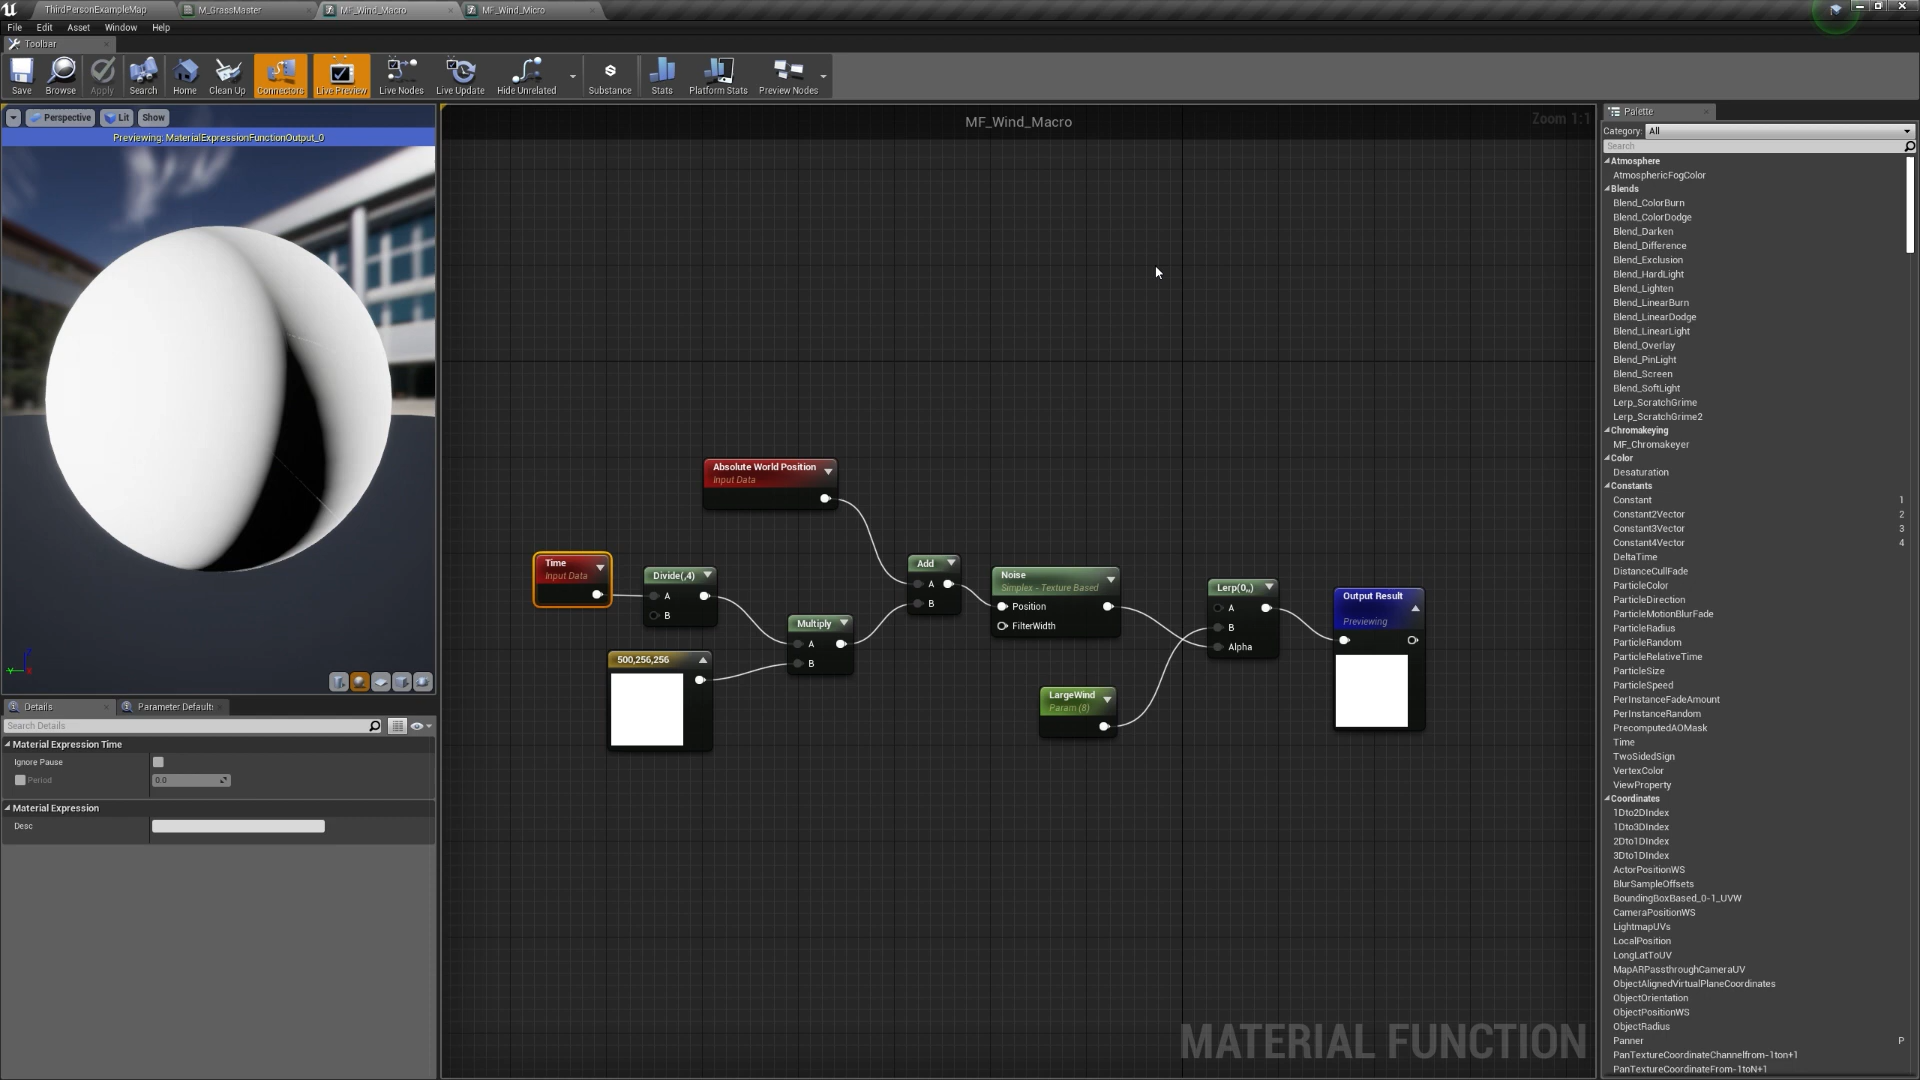 ThirdPersonExampleMap
M_GrassMaster
MF_Wind_Macro
MF_Wind_Micro
File
Edit
Asset
Window
Help
Toolbar
Save
Browse
Apply
Search
Home
Clean Up
Connectors
Live Preview
Live Nodes
Live Update
Hide Unrelated
Substance
Stats
Platform Stats
Preview Nodes
Perspective
Lit
Show
Previewing: MaterialExpressionFunctionOutput_0
MF_Wind_Macro
Zoom 1:1
Absolute World Position
Input Data
Time
Input Data
Divide(,4)
A
B
500,256,256
Multiply
A
B
Add
A
B
Noise
Simplex - Texture Based
Position
FilterWidth
LargeWind
Param (8)
Lerp(0,,)
A
B
Alpha
Output Result
Previewing
MATERIAL FUNCTION
Details
Parameter Defaults
Search Details
Material Expression Time
Ignore Pause
Period
0.0
Material Expression
Desc
Palette
Category:
All
Search
Atmosphere
AtmosphericFogColor
Blends
Blend_ColorBurn
Blend_ColorDodge
Blend_Darken
Blend_Difference
Blend_Exclusion
Blend_HardLight
Blend_Lighten
Blend_LinearBurn
Blend_LinearDodge
Blend_LinearLight
Blend_Overlay
Blend_PinLight
Blend_Screen
Blend_SoftLight
Lerp_ScratchGrime
Lerp_ScratchGrime2
Chromakeying
MF_Chromakeyer
Color
Desaturation
Constants
Constant 1
Constant2Vector 2
Constant3Vector 3
Constant4Vector 4
DeltaTime
DistanceCullFade
ParticleColor
ParticleDirection
ParticleMotionBlurFade
ParticleRadius
ParticleRandom
ParticleRelativeTime
ParticleSize
ParticleSpeed
PerInstanceFadeAmount
PerInstanceRandom
PrecomputedAOMask
Time
TwoSidedSign
VertexColor
ViewProperty
Coordinates
1Dto2DIndex
1Dto3DIndex
2Dto1DIndex
3Dto1DIndex
ActorPositionWS
BlurSampleOffsets
BoundingBoxBased_0-1_UVW
CameraPositionWS
LightmapUVs
LocalPosition
LongLatToUV
MapARPassthroughCameraUV
ObjectAlignedVirtualPlaneCoordinates
ObjectOrientation
ObjectPositionWS
ObjectRadius
Panner P
PanTextureCoordinateChannelfrom-1ton+1
PanTextureCoordinateFrom-1toN+1